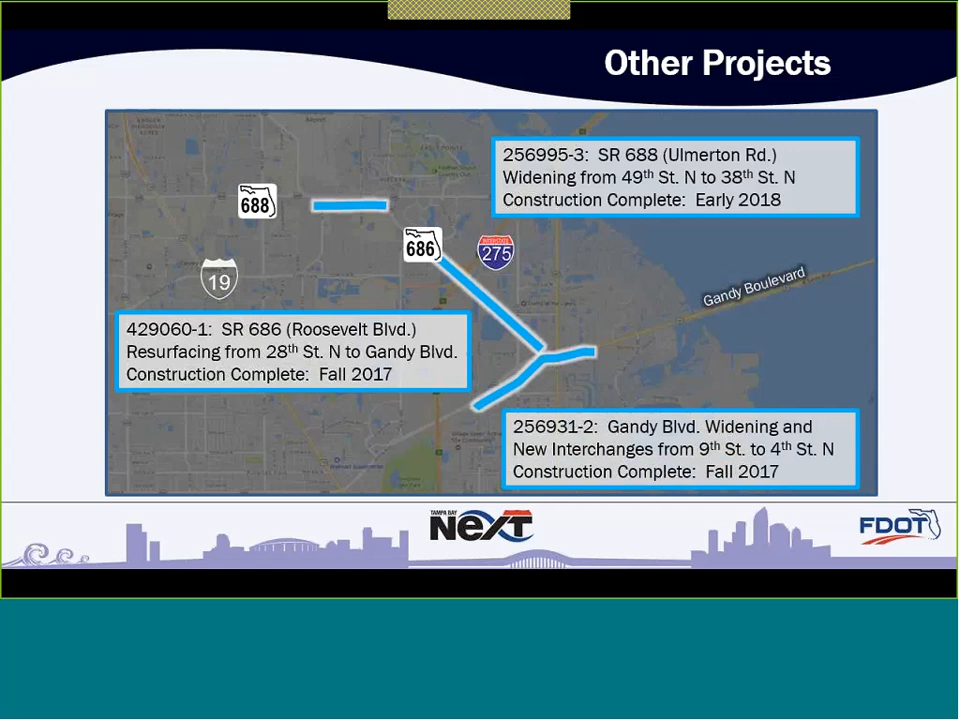 Other Projects
256995-3: SR 688 (Ulmerton Rd.)
Widening from 49th St. N to 38th St. N
Construction Complete: Early 2018
688
686
INTERSTATE
275
19
Gandy Boulevard
429060-1: SR 686 (Roosevelt Blvd.)
Resurfacing from 28th St. N to Gandy Blvd.
Construction Complete: Fall 2017
256931-2: Gandy Blvd. Widening and
New Interchanges from 9th St. to 4th St. N
Construction Complete: Fall 2017
TAMPA BAY
NEXT
FDOT